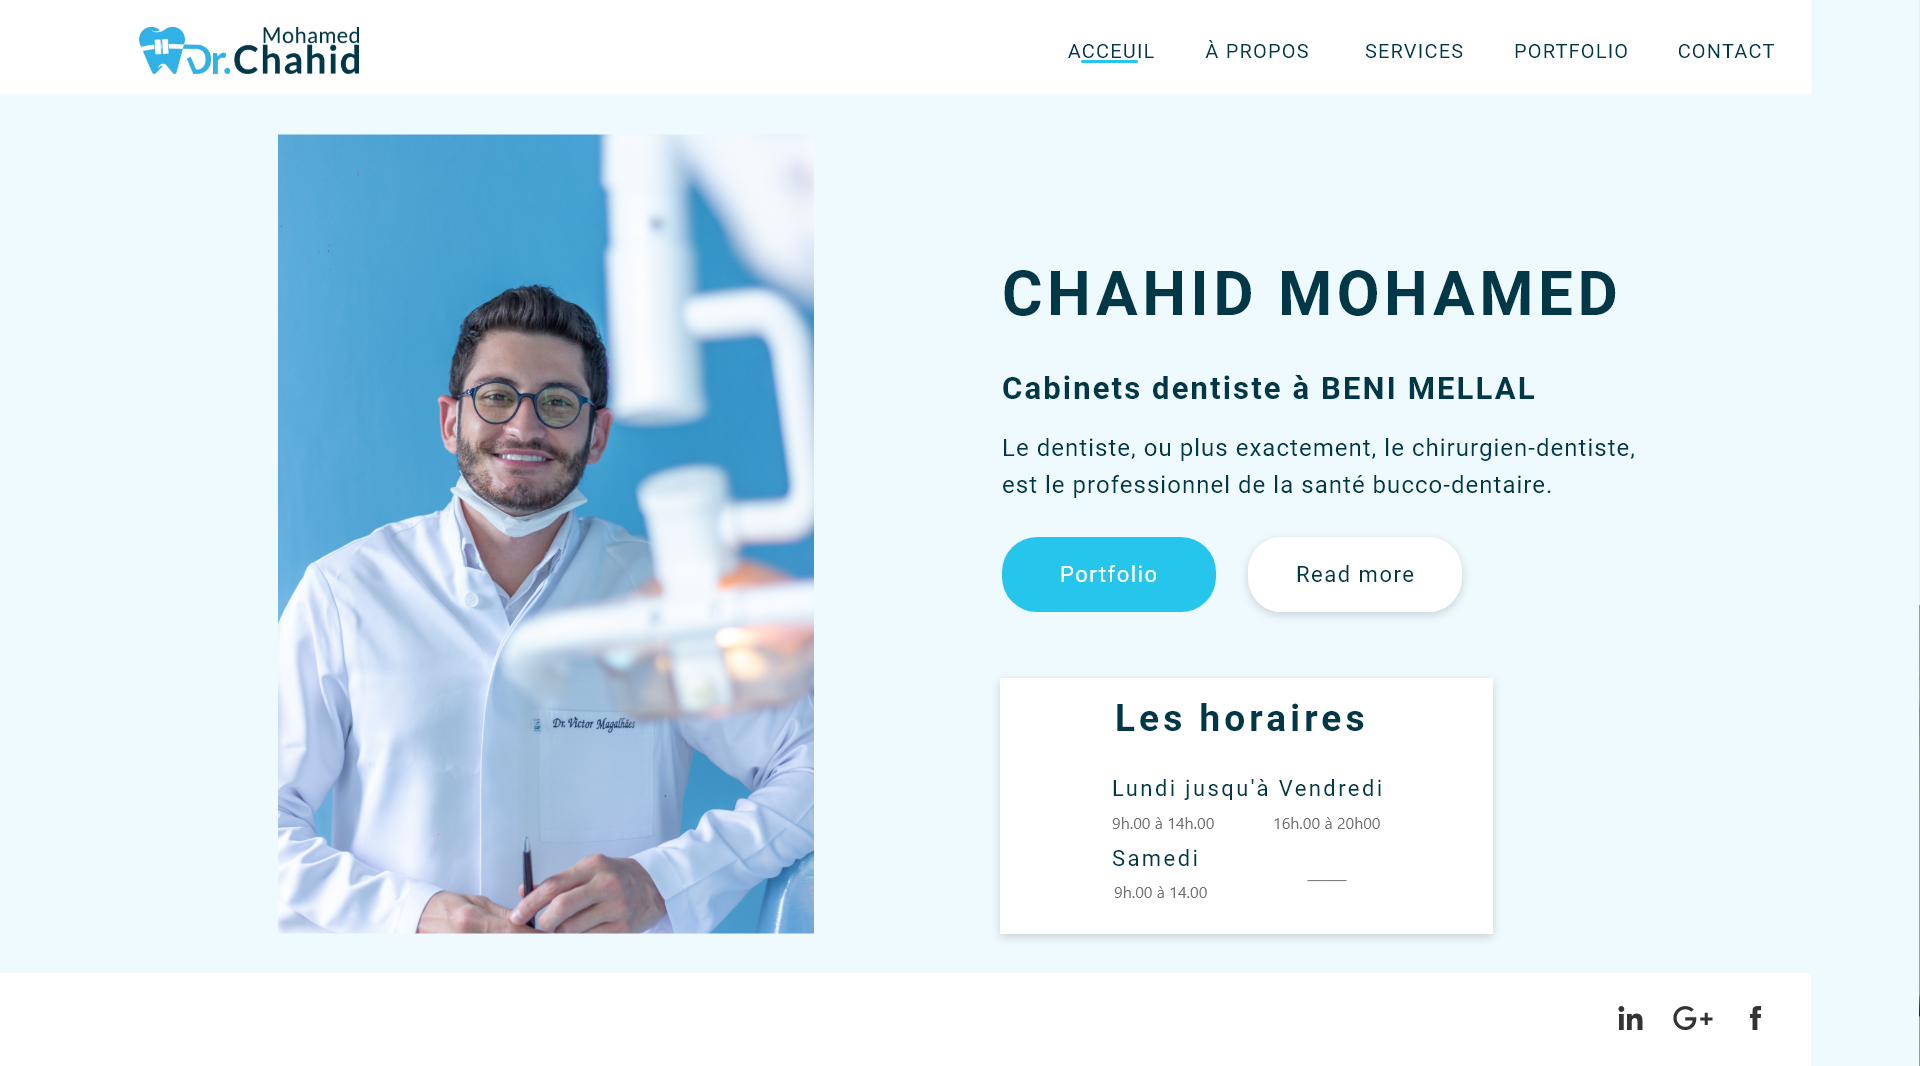 Mohamed
Dr.Chahid
ACCEUIL À PROPOS SERVICES PORTFOLIO CONTACT
CHAHID MOHAMED
Cabinets dentiste à BENI MELLAL
Le dentiste, ou plus exactement, le chirurgien-dentiste,
est le professionnel de la santé bucco-dentaire.
Portfolio Read more
Dr. Victor Magalhães
Les horaires
Lundi jusqu'à Vendredi
9h.00 à 14h.00 16h.00 à 20h00
Samedi
9h.00 à 14.00
in G+ f